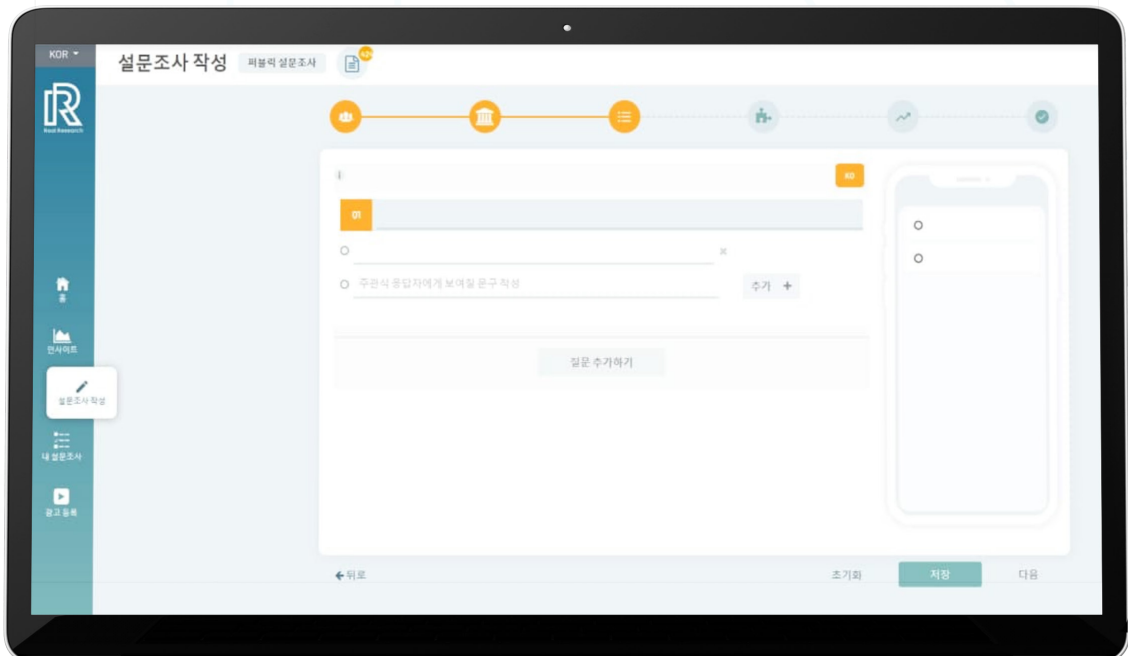 KOR
설문조사 작성
퍼블릭 설문조사
Real Research
KO
홈
인사이트
주관식 응답자에게 보여질 문구 작성
추가 +
질문 추가하기
설문조사 작성
내 설문조사
광고 등록
뒤로
초기화
저장
다음